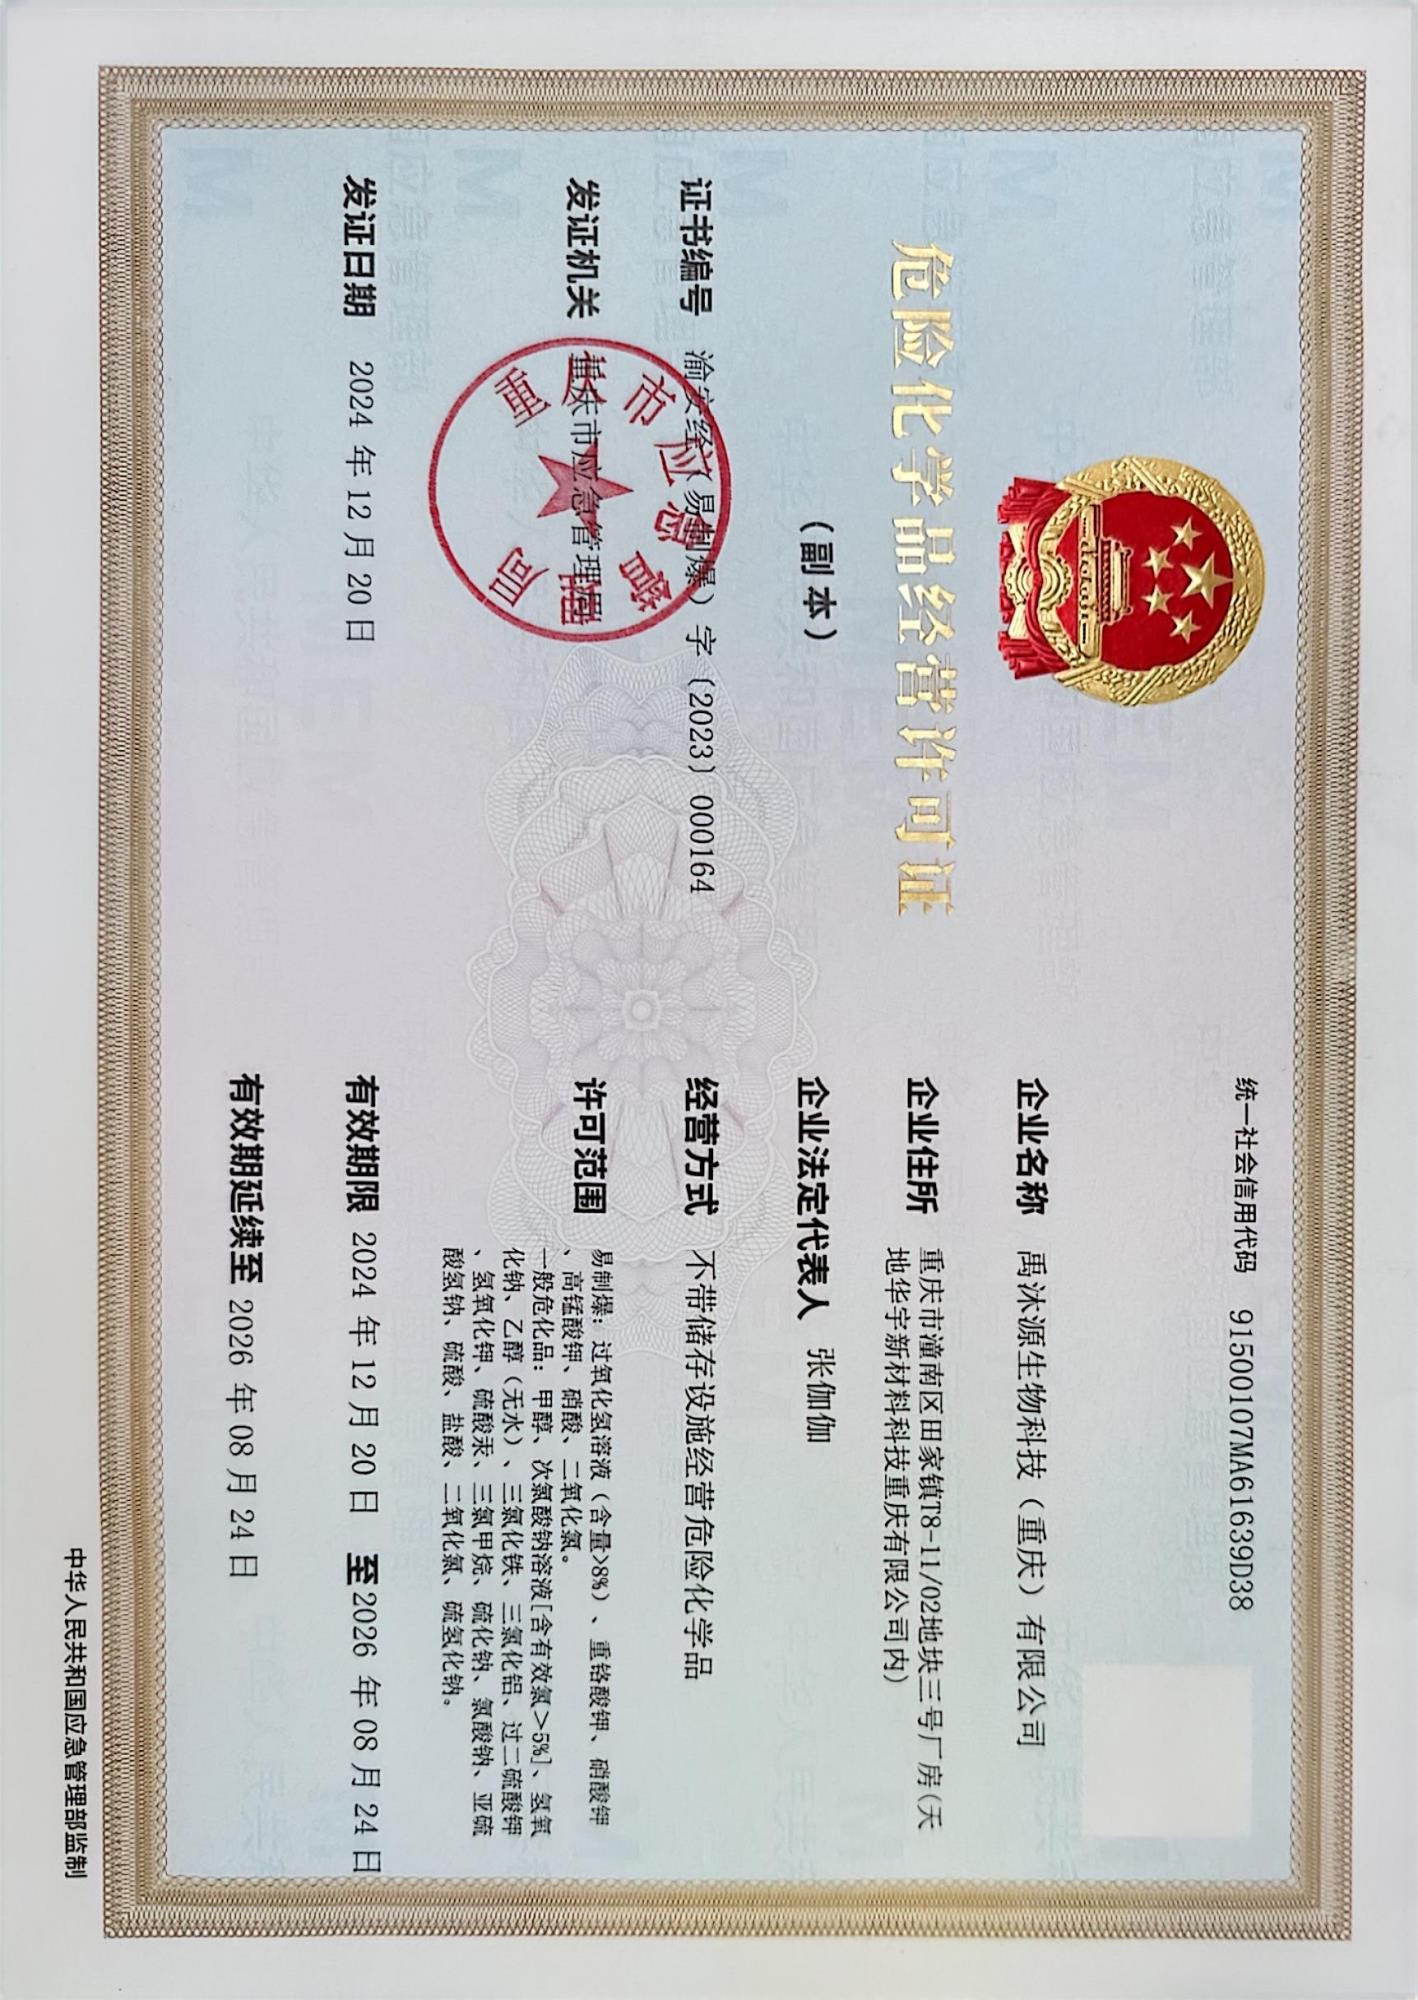 危险化学品经营许可证
（副本）
证书编号 渝安经（易制爆）字〔2023〕000164
发证机关 重庆市应急管理局
重庆市应急管理局
发证日期 2024 年 12 月 20 日
统一社会信用代码 91500107MA61639D38
企业名称 禹沐源生物科技（重庆）有限公司
企业住所 重庆市潼南区田家镇T8-11/02地块三号厂房(天
地华宇新材料科技重庆有限公司内)
企业法定代表人 张伽伽
经营方式 不带储存设施经营危险化学品
许可范围 易制爆：过氧化氢溶液（含量>8%）、重铬酸钾、硝酸钾
、高锰酸钾、硝酸、二氧化氯。
一般危化品：甲醇、次氯酸钠溶液[含有效氯＞5%]、氢氧
化钠、乙醇（无水）、三氯化铁、三氯化铝、过二硫酸钾
、氢氧化钾、硫酸汞、三氯甲烷、硫化钠、氯酸钠、亚硫
酸氢钠、硫酸、盐酸、二氧化氯、硫氢化钠。
有效期限 2024 年 12 月 20 日 至 2026 年 08 月 24 日
有效期延续至 2026 年 08 月 24 日
中华人民共和国应急管理部监制